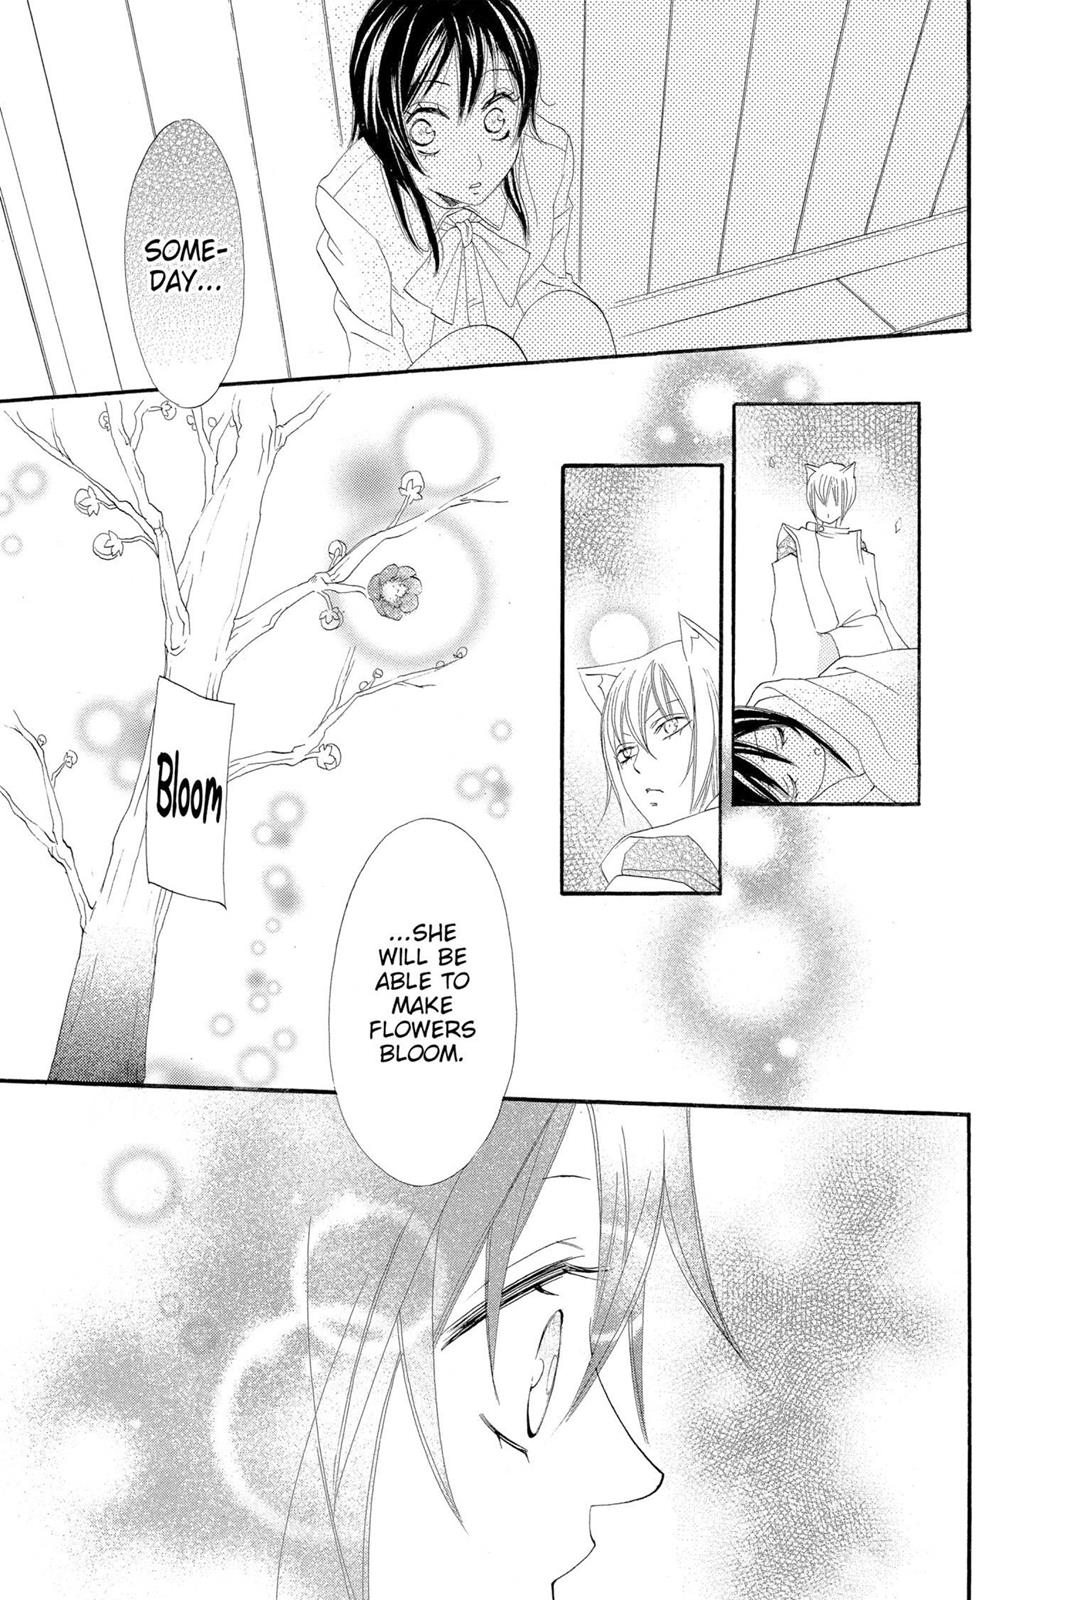 SOME-
DAY...
Bloom
...SHE
WILL BE
ABLE TO
MAKE
FLOWERS
BLOOM.